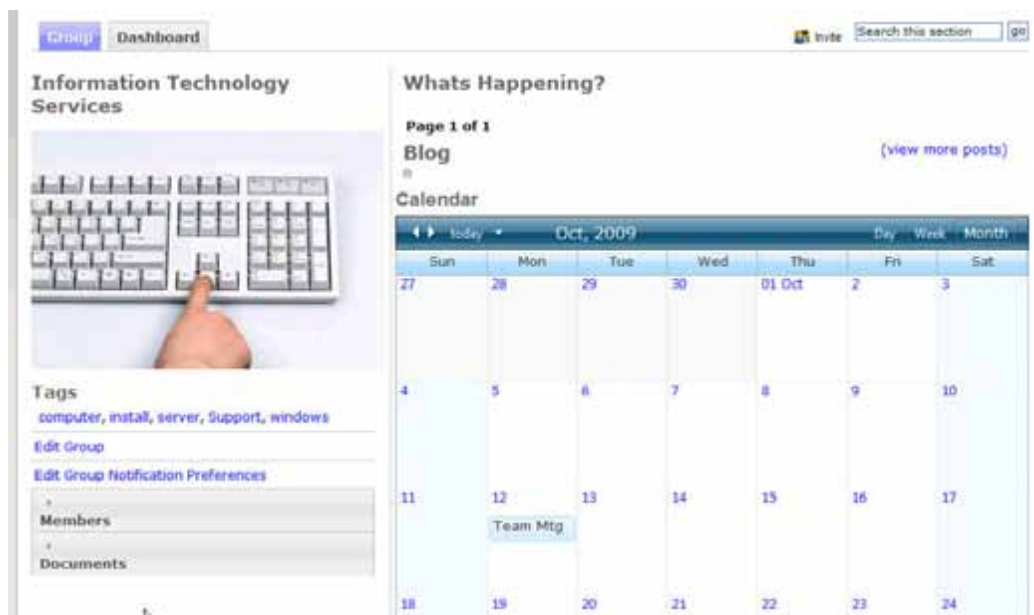 Group Dashboard
Invite Search this section go
Information Technology
Services
Tags
computer, install, server, Support, windows
Edit Group
Edit Group Notification Preferences
Members
Documents
Whats Happening?
Page 1 of 1
Blog
(view more posts)
Calendar
today Oct, 2009 Day Week Month
Sun Mon Tue Wed Thu Fri Sat
27 28 29 30 01 Oct 2 3
4 5 6 7 8 9 10
11 12 13 14 15 16 17
Team Mtg
18 19 20 21 22 23 24